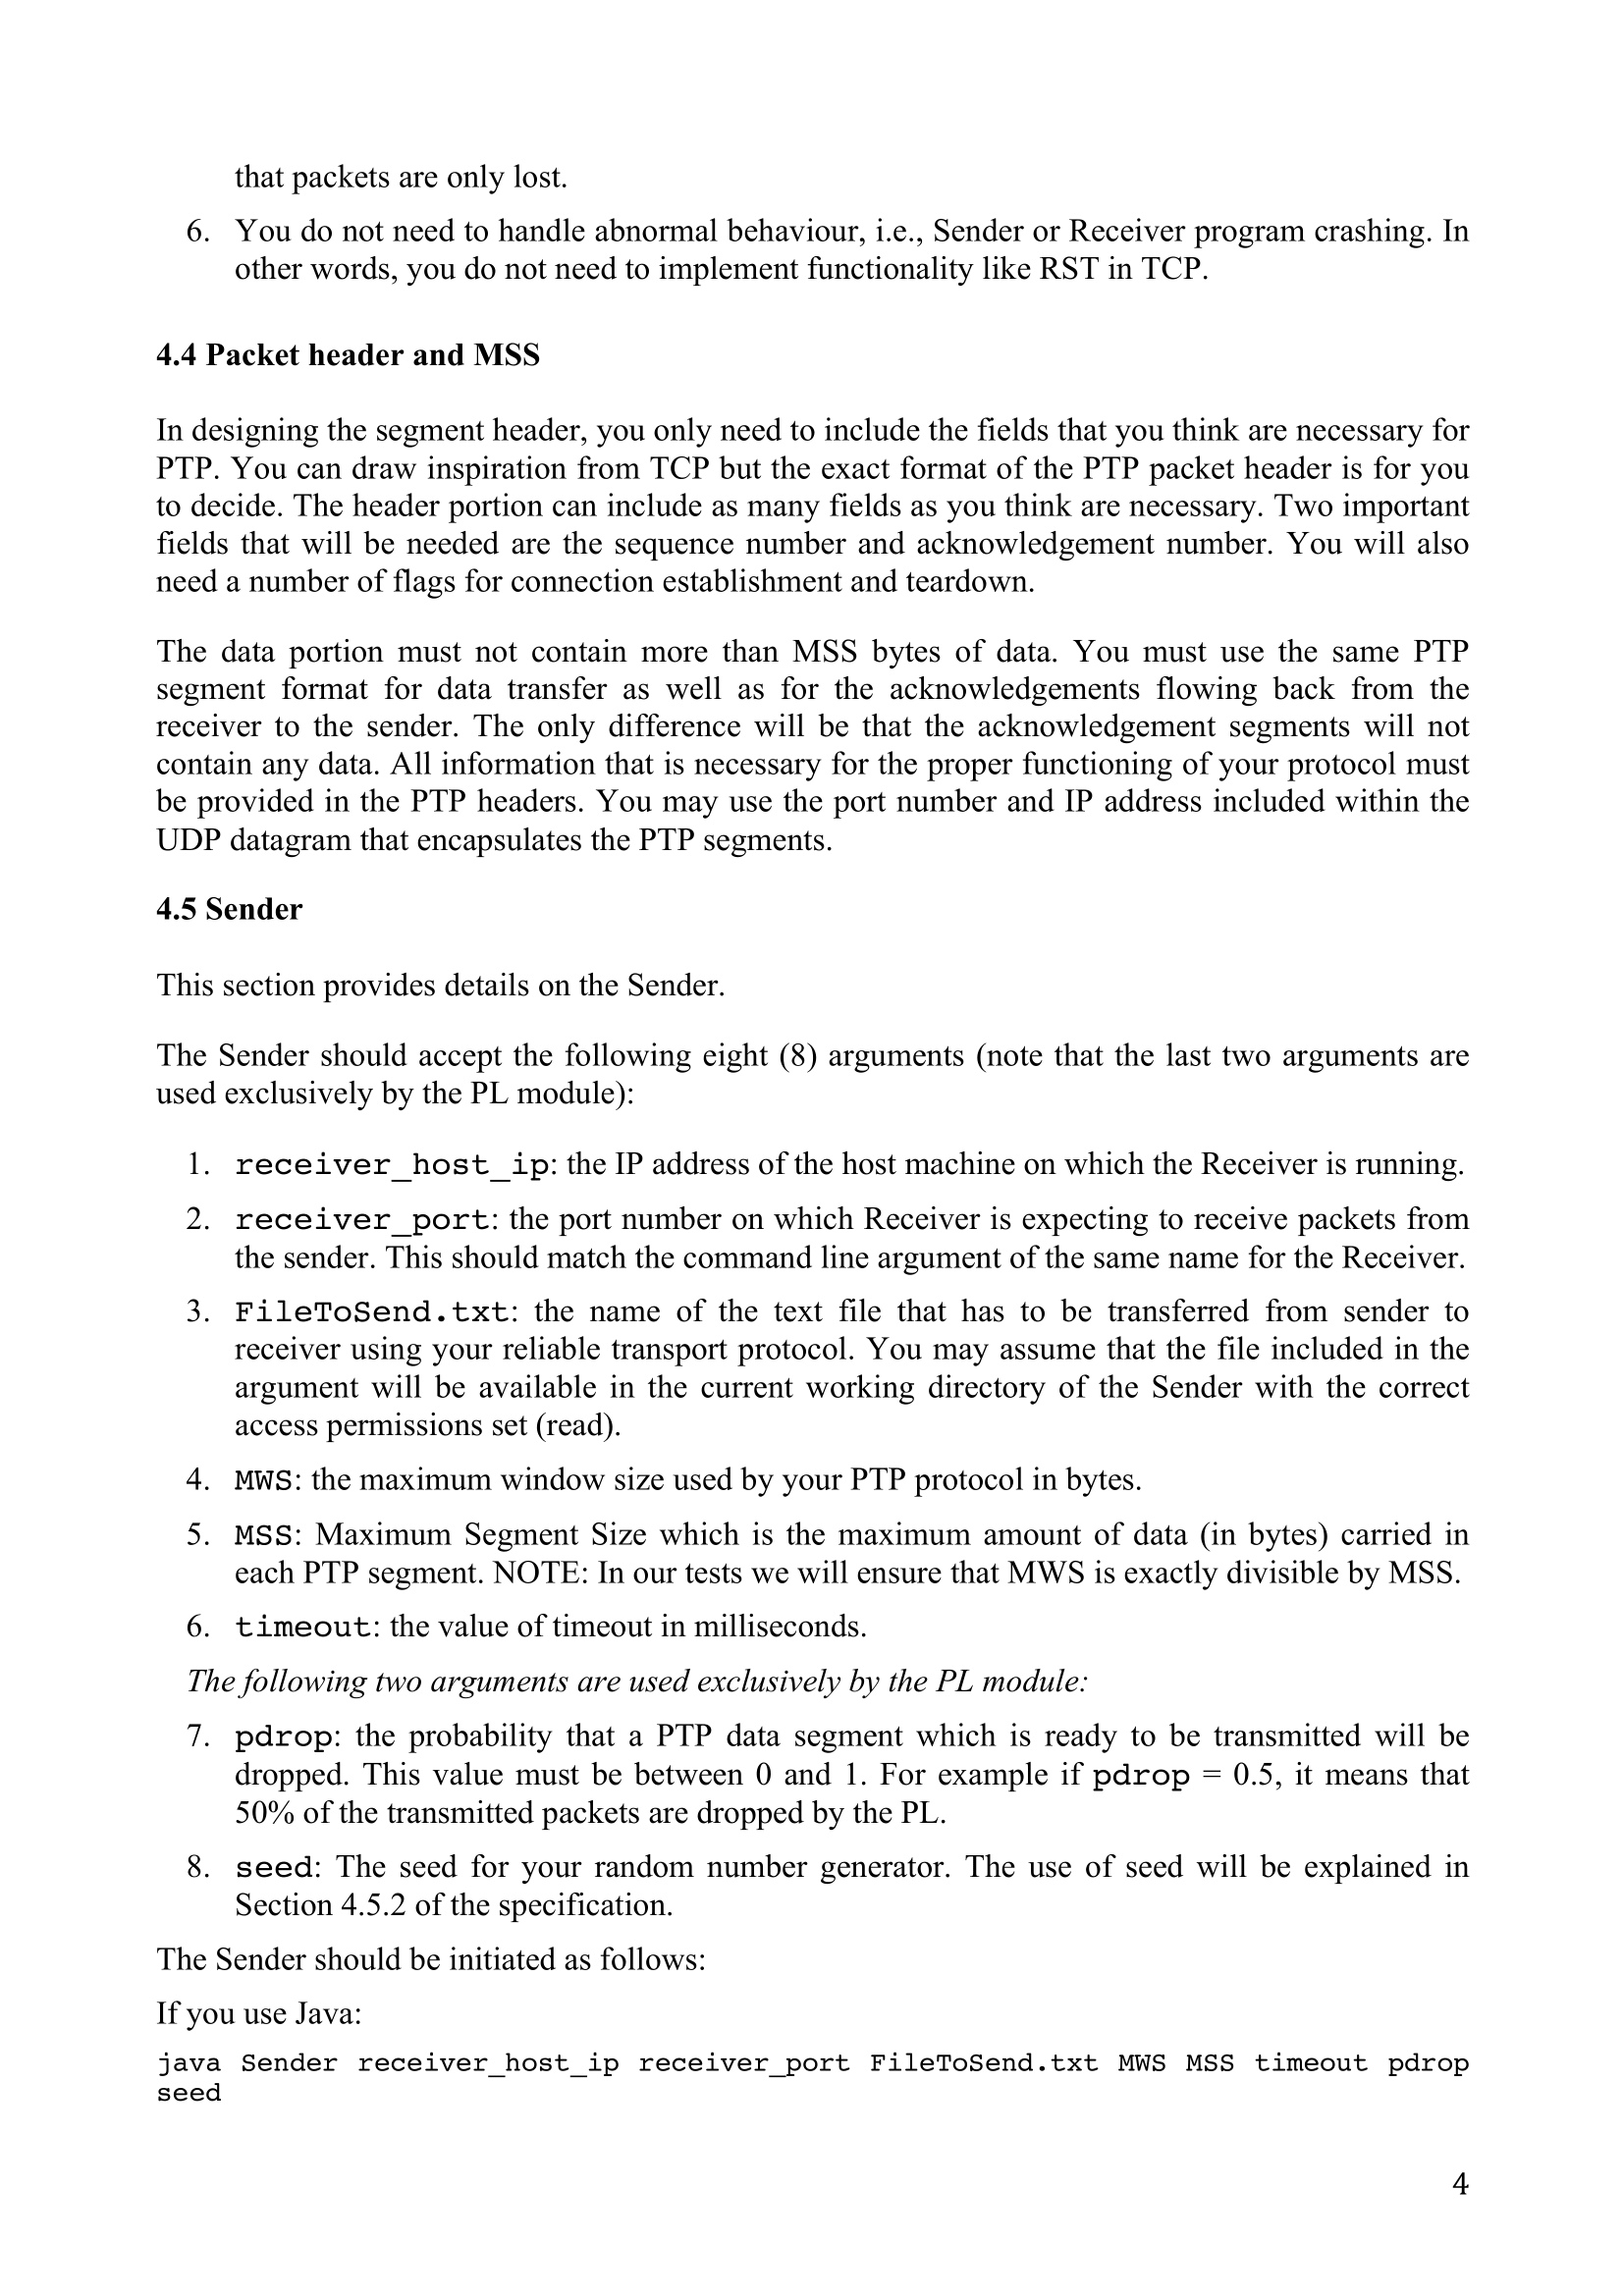 that packets are only lost.
6. You do not need to handle abnormal behaviour, i.e., Sender or Receiver program crashing. In
other words, you do not need to implement functionality like RST in TCP.
4.4 Packet header and MSS
In designing the segment header, you only need to include the fields that you think are necessary for
PTP. You can draw inspiration from TCP but the exact format of the PTP packet header is for you
to decide. The header portion can include as many fields as you think are necessary. Two important
fields that will be needed are the sequence number and acknowledgement number. You will also
need a number of flags for connection establishment and teardown.
The data portion must not contain more than MSS bytes of data. You must use the same PTP
segment format for data transfer as well as for the acknowledgements flowing back from the
receiver to the sender. The only difference will be that the acknowledgement segments will not
contain any data. All information that is necessary for the proper functioning of your protocol must
be provided in the PTP headers. You may use the port number and IP address included within the
UDP datagram that encapsulates the PTP segments.
4.5 Sender
This section provides details on the Sender.
The Sender should accept the following eight (8) arguments (note that the last two arguments are
used exclusively by the PL module):
1. receiver_host_ip: the IP address of the host machine on which the Receiver is running.
2. receiver_port: the port number on which Receiver is expecting to receive packets from
the sender. This should match the command line argument of the same name for the Receiver.
3. FileToSend.txt: the name of the text file that has to be transferred from sender to
receiver using your reliable transport protocol. You may assume that the file included in the
argument will be available in the current working directory of the Sender with the correct
access permissions set (read).
4. MWS: the maximum window size used by your PTP protocol in bytes.
5. MSS: Maximum Segment Size which is the maximum amount of data (in bytes) carried in
each PTP segment. NOTE: In our tests we will ensure that MWS is exactly divisible by MSS.
6. timeout: the value of timeout in milliseconds.
The following two arguments are used exclusively by the PL module:
7. pdrop: the probability that a PTP data segment which is ready to be transmitted will be
dropped. This value must be between 0 and 1. For example if pdrop = 0.5, it means that
50% of the transmitted packets are dropped by the PL.
8. seed: The seed for your random number generator. The use of seed will be explained in
Section 4.5.2 of the specification.
The Sender should be initiated as follows:
If you use Java:
java Sender receiver_host_ip receiver_port FileToSend.txt MWS MSS timeout pdrop
seed
4